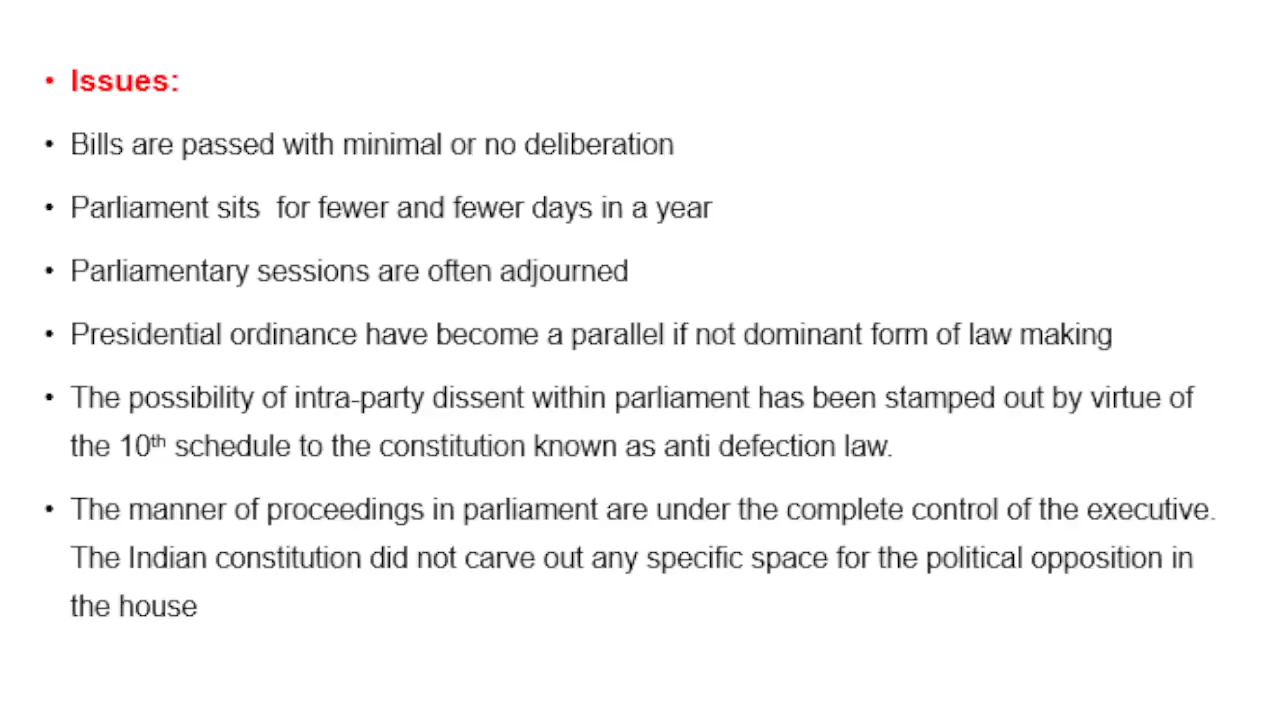 • Issues:
• Bills are passed with minimal or no deliberation
• Parliament sits  for fewer and fewer days in a year
• Parliamentary sessions are often adjourned
• Presidential ordinance have become a parallel if not dominant form of law making
• The possibility of intra-party dissent within parliament has been stamped out by virtue of
the 10th schedule to the constitution known as anti defection law.
• The manner of proceedings in parliament are under the complete control of the executive.
The Indian constitution did not carve out any specific space for the political opposition in
the house